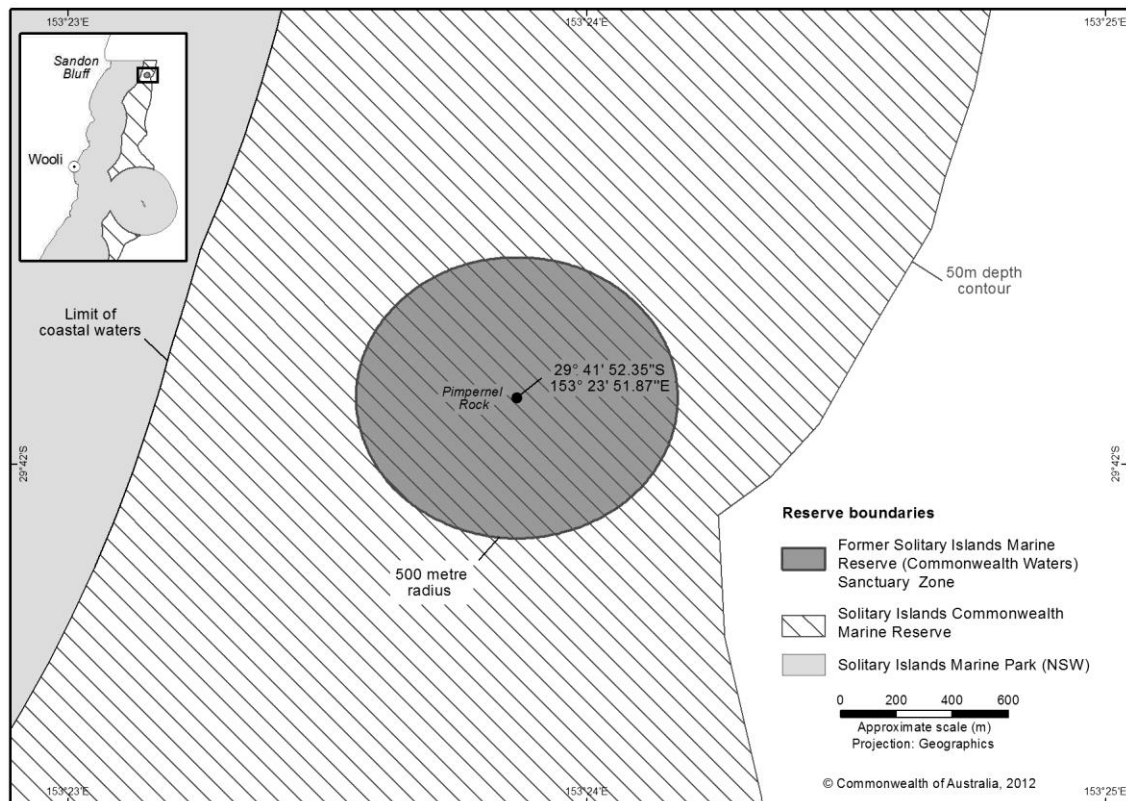 153°23'E
153°24'E
153°25'E
Sandon
Bluff
Wooli
Limit of
coastal waters
50m depth
contour
29° 41' 52.35"S
153° 23' 51.87"E
Pimpernel
Rock
29°42'S
29°42'S
500 metre
radius
Reserve boundaries
Former Solitary Islands Marine
Reserve (Commonwealth Waters)
Sanctuary Zone
Solitary Islands Commonwealth
Marine Reserve
Solitary Islands Marine Park (NSW)
0 200 400 600
Approximate scale (m)
Projection: Geographics
© Commonwealth of Australia, 2012
153°23'E
153°24'E
153°25'E